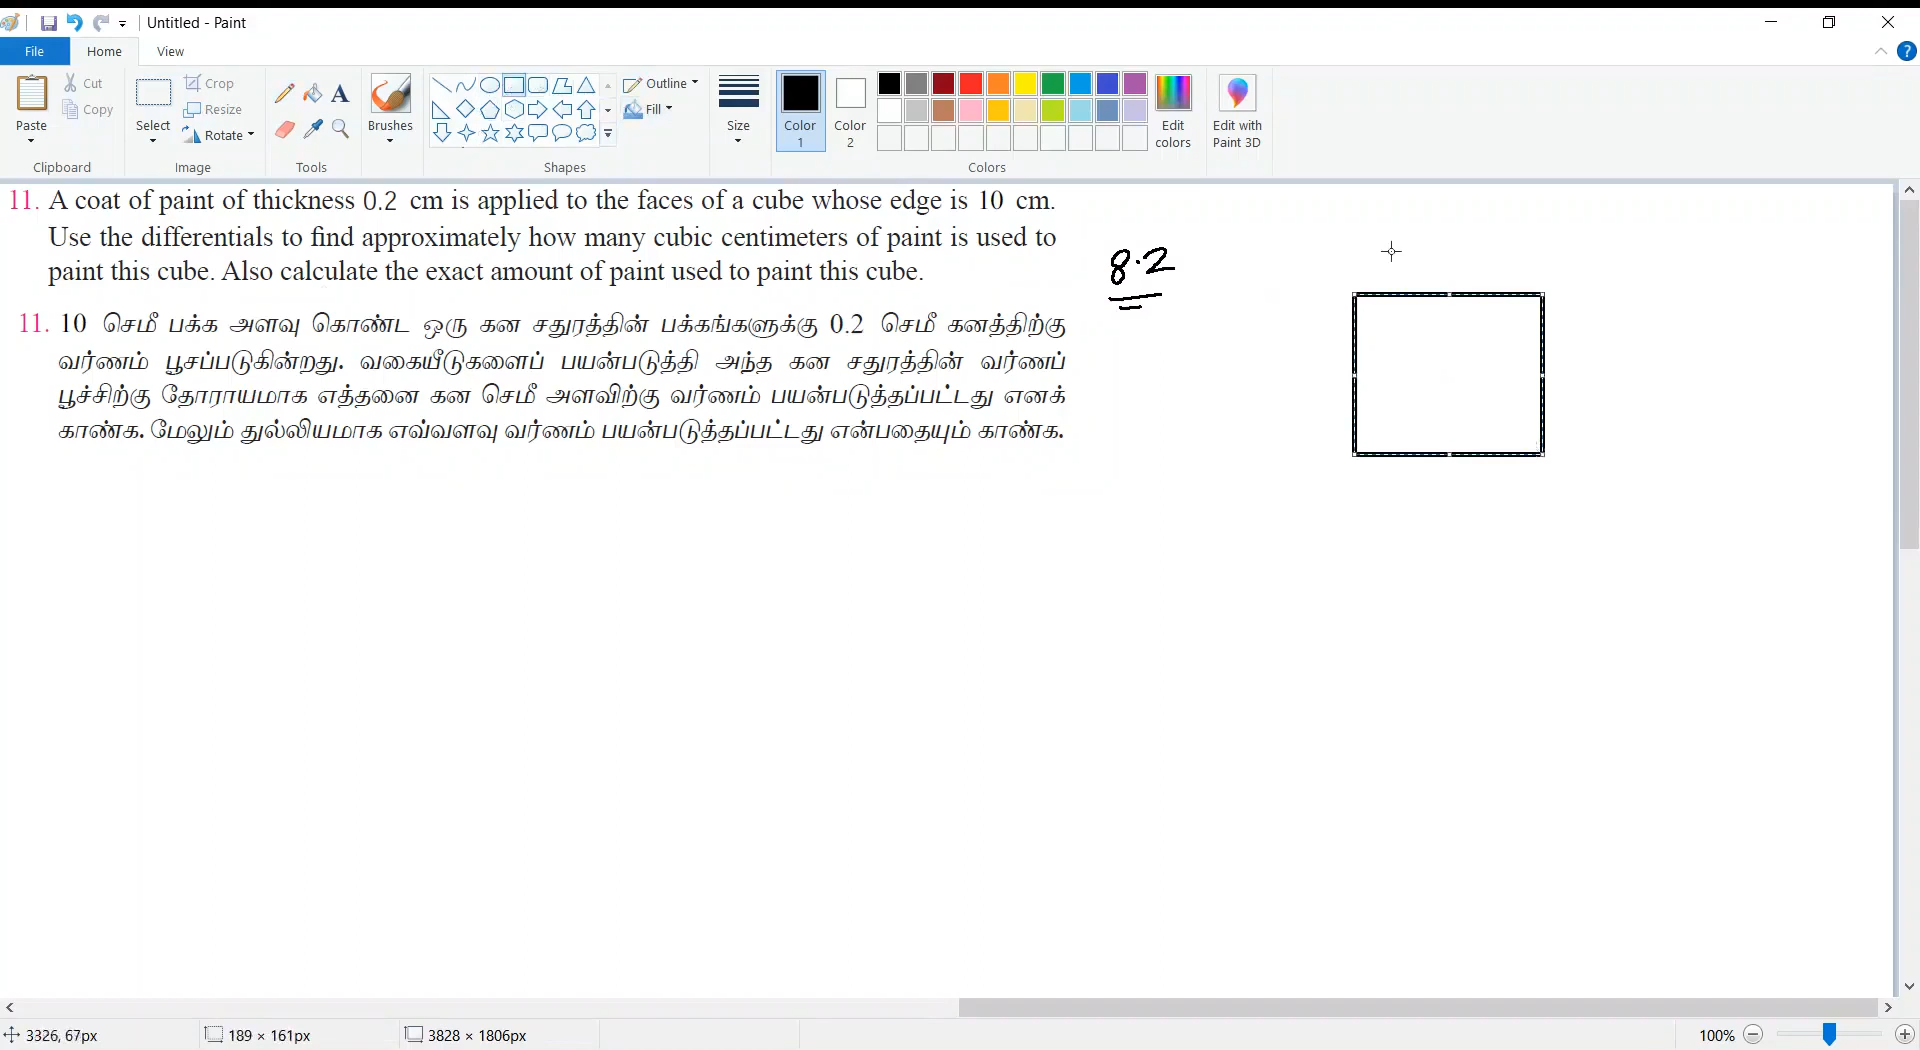 Untitled - Paint
File Home View
Paste
Cut
Copy
Clipboard
Select
Crop
Resize
Rotate
Image
A
Tools
Brushes
Outline
Fill
Shapes
Size
Color 1
Color 2
Edit colors
Edit with Paint 3D
Colors
11. A coat of paint of thickness 0.2 cm is applied to the faces of a cube whose edge is 10 cm.
Use the differentials to find approximately how many cubic centimeters of paint is used to
paint this cube. Also calculate the exact amount of paint used to paint this cube.
8.2
11. 10 செமீ பக்க அளவு கொண்ட ஒரு கன சதுரத்தின் பக்கங்களுக்கு 0.2 செமீ கனத்திற்கு
வர்ணம் பூசப்படுகின்றது. வகையீடுகளைப் பயன்படுத்தி அந்த கன சதுரத்தின் வர்ணப்
பூச்சிற்கு தோராயமாக எத்தனை கன செமீ அளவிற்கு வர்ணம் பயன்படுத்தப்பட்டது எனக்
காண்க. மேலும் துல்லியமாக எவ்வளவு வர்ணம் பயன்படுத்தப்பட்டது என்பதையும் காண்க.
3326, 67px 189 × 161px 3828 × 1806px 100%